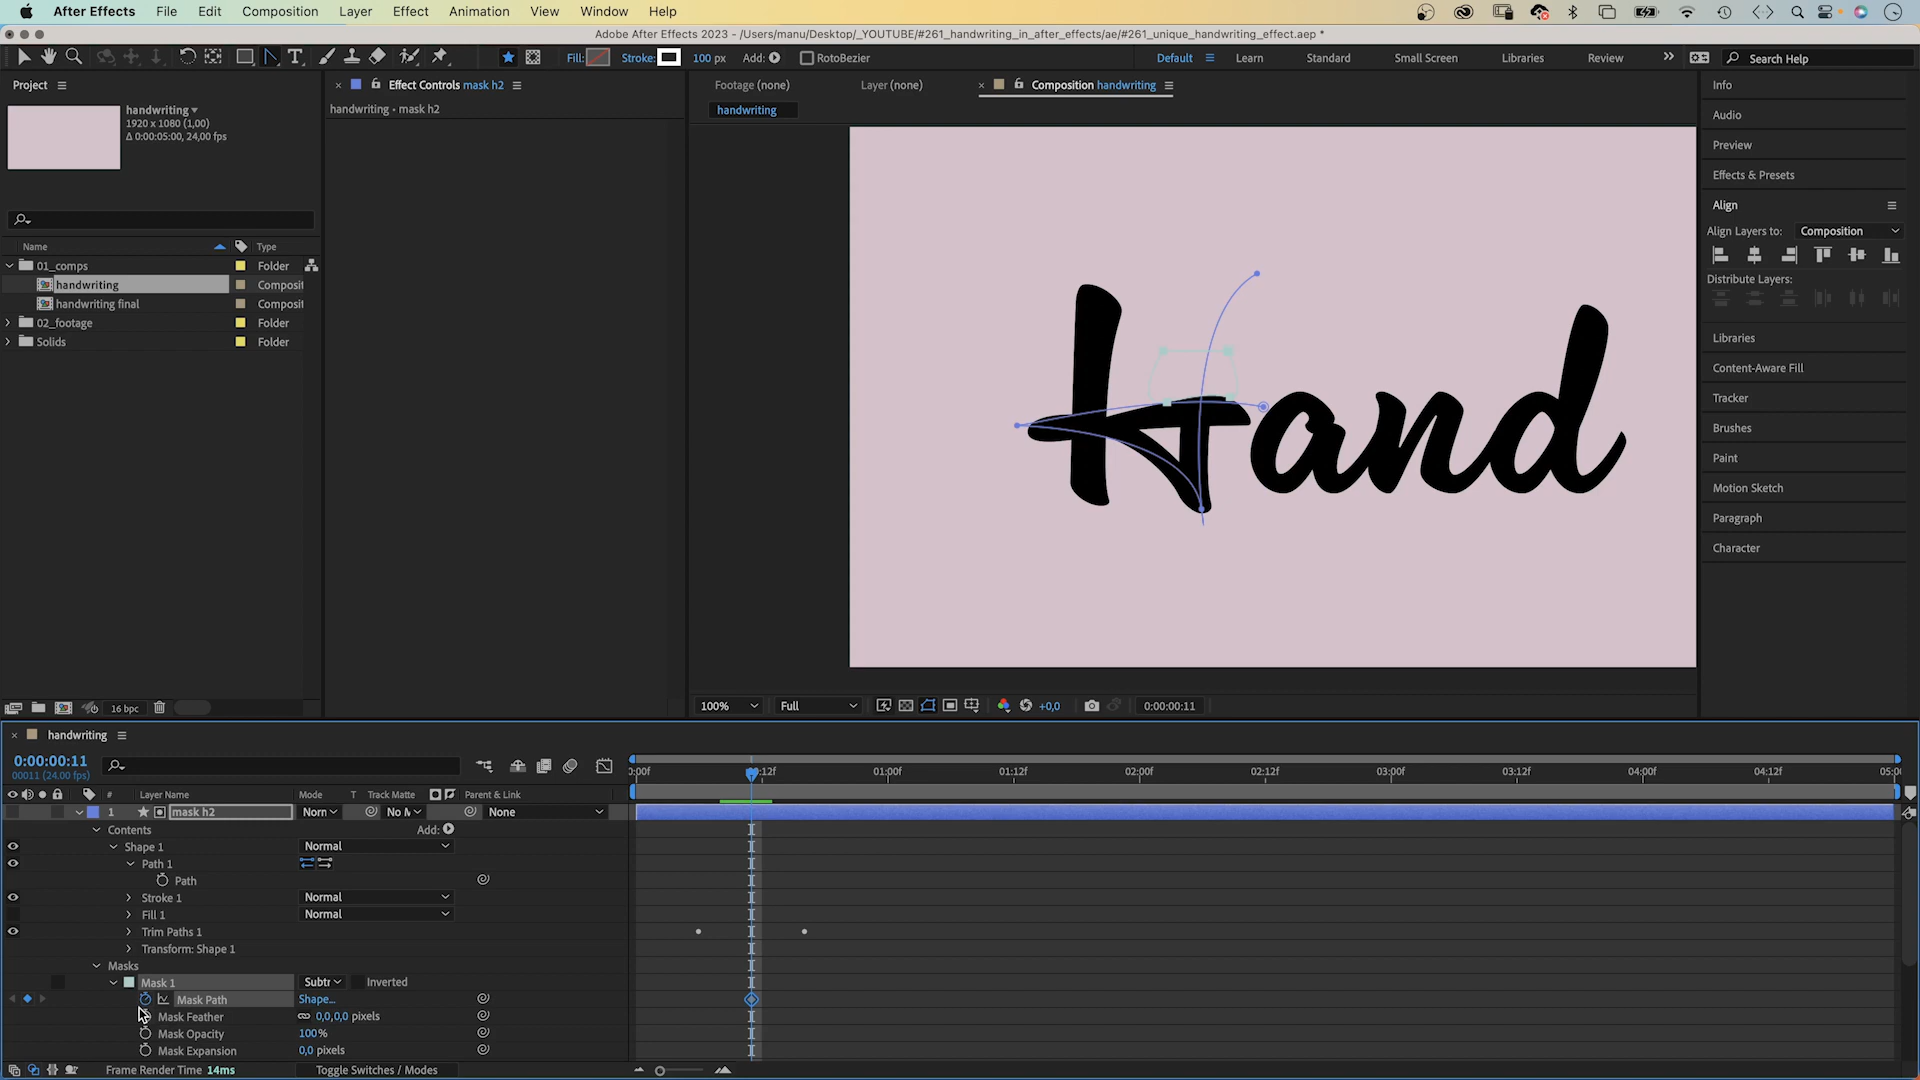 After Effects File Edit Composition Layer Effect Animation View Window Help
Adobe After Effects 2023 - /Users/manu/Desktop/_YOUTUBE/#261_handwriting_in_after_effects/ae/#261_unique_handwriting_effect.aep *
Fill: Stroke: 100 px Add: RotoBezier Default Learn Standard Small Screen Libraries Review Search Help
Project
handwriting
1920 x 1080 (1,00)
Δ 0:00:05:00, 24,00 fps
Name Type
01_comps Folder
handwriting Composit
handwriting final Composit
02_footage Folder
Solids Folder
16 bpc
Effect Controls mask h2
handwriting • mask h2
Footage (none) Layer (none) Composition handwriting
handwriting
Hand
100% Full +0,0 0:00:00:11
Info
Audio
Preview
Effects & Presets
Align
Align Layers to: Composition
Distribute Layers:
Libraries
Content-Aware Fill
Tracker
Brushes
Paint
Motion Sketch
Paragraph
Character
handwriting
0:00:00:11
00011 (24.00 fps)
0:00f 0:12f 01:00f 01:12f 02:00f 02:12f 03:00f 03:12f 04:00f 04:12f 05:0
# Layer Name Mode T Track Matte Parent & Link
1 mask h2 Norr No M None
Contents Add:
Shape 1 Normal
Path 1
Path
Stroke 1 Normal
Fill 1 Normal
Trim Paths 1
Transform: Shape 1
Masks
Mask 1 Subtr Inverted
Mask Path Shape...
Mask Feather 0,0,0,0 pixels
Mask Opacity 100%
Mask Expansion 0,0 pixels
Frame Render Time 14ms Toggle Switches / Modes